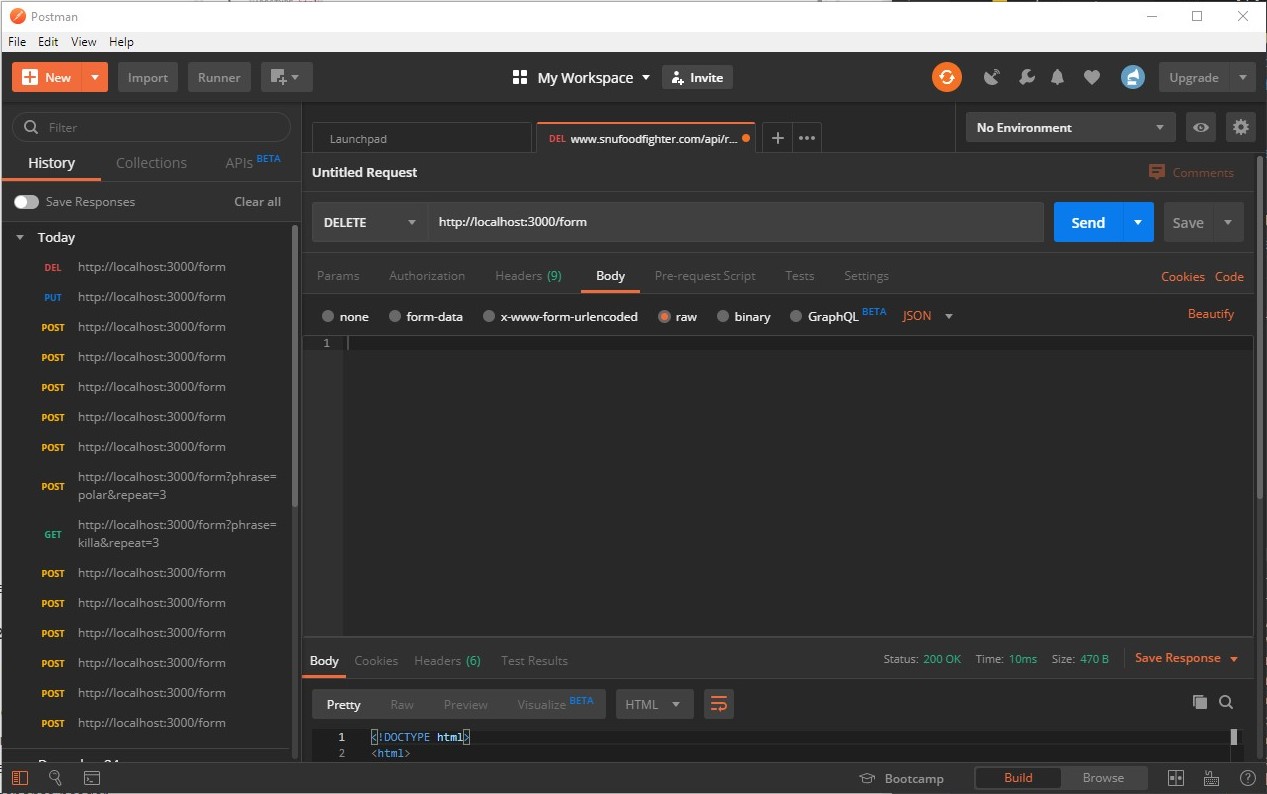 Postman
File Edit View Help
New Import Runner My Workspace Invite Upgrade
Filter
History Collections APIs BETA
Save Responses Clear all
Today
DEL http://localhost:3000/form
PUT http://localhost:3000/form
POST http://localhost:3000/form
POST http://localhost:3000/form
POST http://localhost:3000/form
POST http://localhost:3000/form
POST http://localhost:3000/form
POST http://localhost:3000/form?phrase=
polar&repeat=3
GET http://localhost:3000/form?phrase=
killa&repeat=3
POST http://localhost:3000/form
POST http://localhost:3000/form
POST http://localhost:3000/form
POST http://localhost:3000/form
POST http://localhost:3000/form
POST http://localhost:3000/form
Launchpad DEL www.snufoodfighter.com/api/r... No Environment
Untitled Request Comments
DELETE http://localhost:3000/form Send Save
Params Authorization Headers (9) Body Pre-request Script Tests Settings Cookies Code
none form-data x-www-form-urlencoded raw binary GraphQL BETA JSON Beautify
1
Body Cookies Headers (6) Test Results Status: 200 OK Time: 10ms Size: 470 B Save Response
Pretty Raw Preview Visualize BETA HTML
1 <!DOCTYPE html>
2 <html>
Bootcamp Build Browse